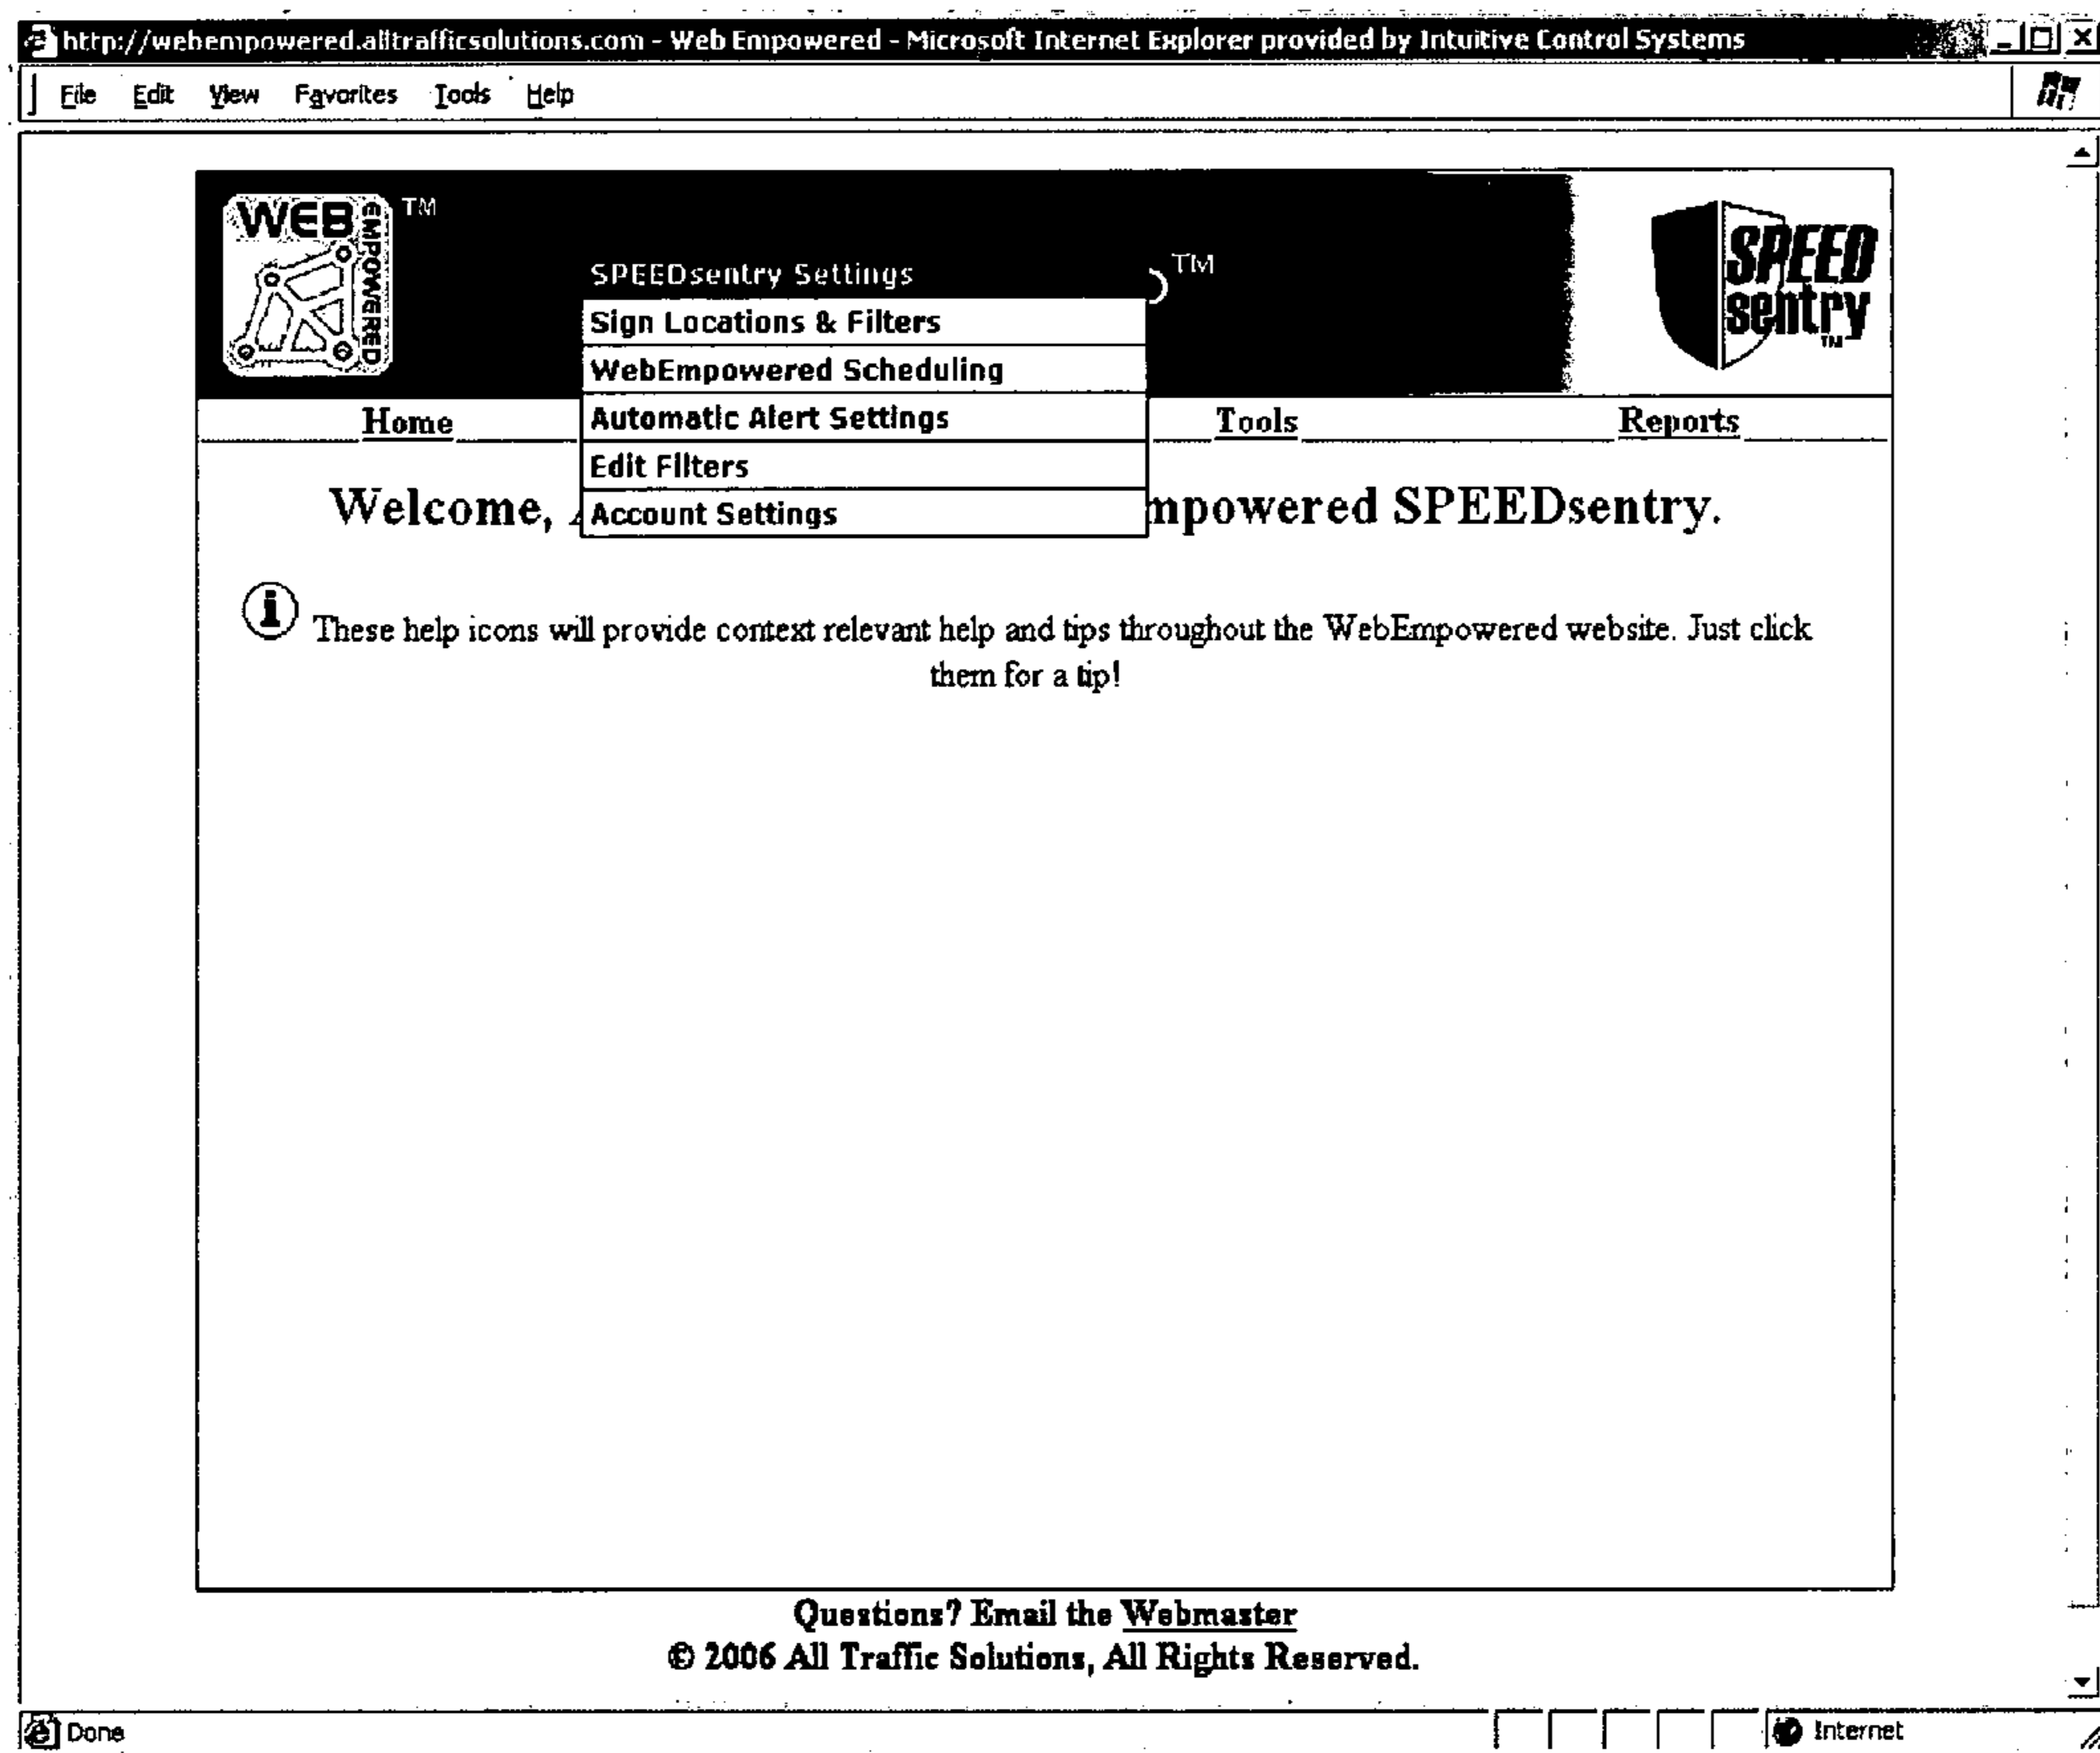 http://webempowered.alltrafficsolutions.com - Web Empowered - Microsoft Internet Explorer provided by Intuitive Control Systems
File Edit View Favorites Tools Help
WEB EMPOWERED TM
SPEEDsentry Settings
TM
SPEED
sentry
TM
Sign Locations & Filters
WebEmpowered Scheduling
Automatic Alert Settings
Edit Filters
Account Settings
Home Tools Reports
Welcome, mpowered SPEEDsentry.
i These help icons will provide context relevant help and tips throughout the WebEmpowered website. Just click
them for a tip!
Questions? Email the Webmaster
© 2006 All Traffic Solutions, All Rights Reserved.
Done Internet